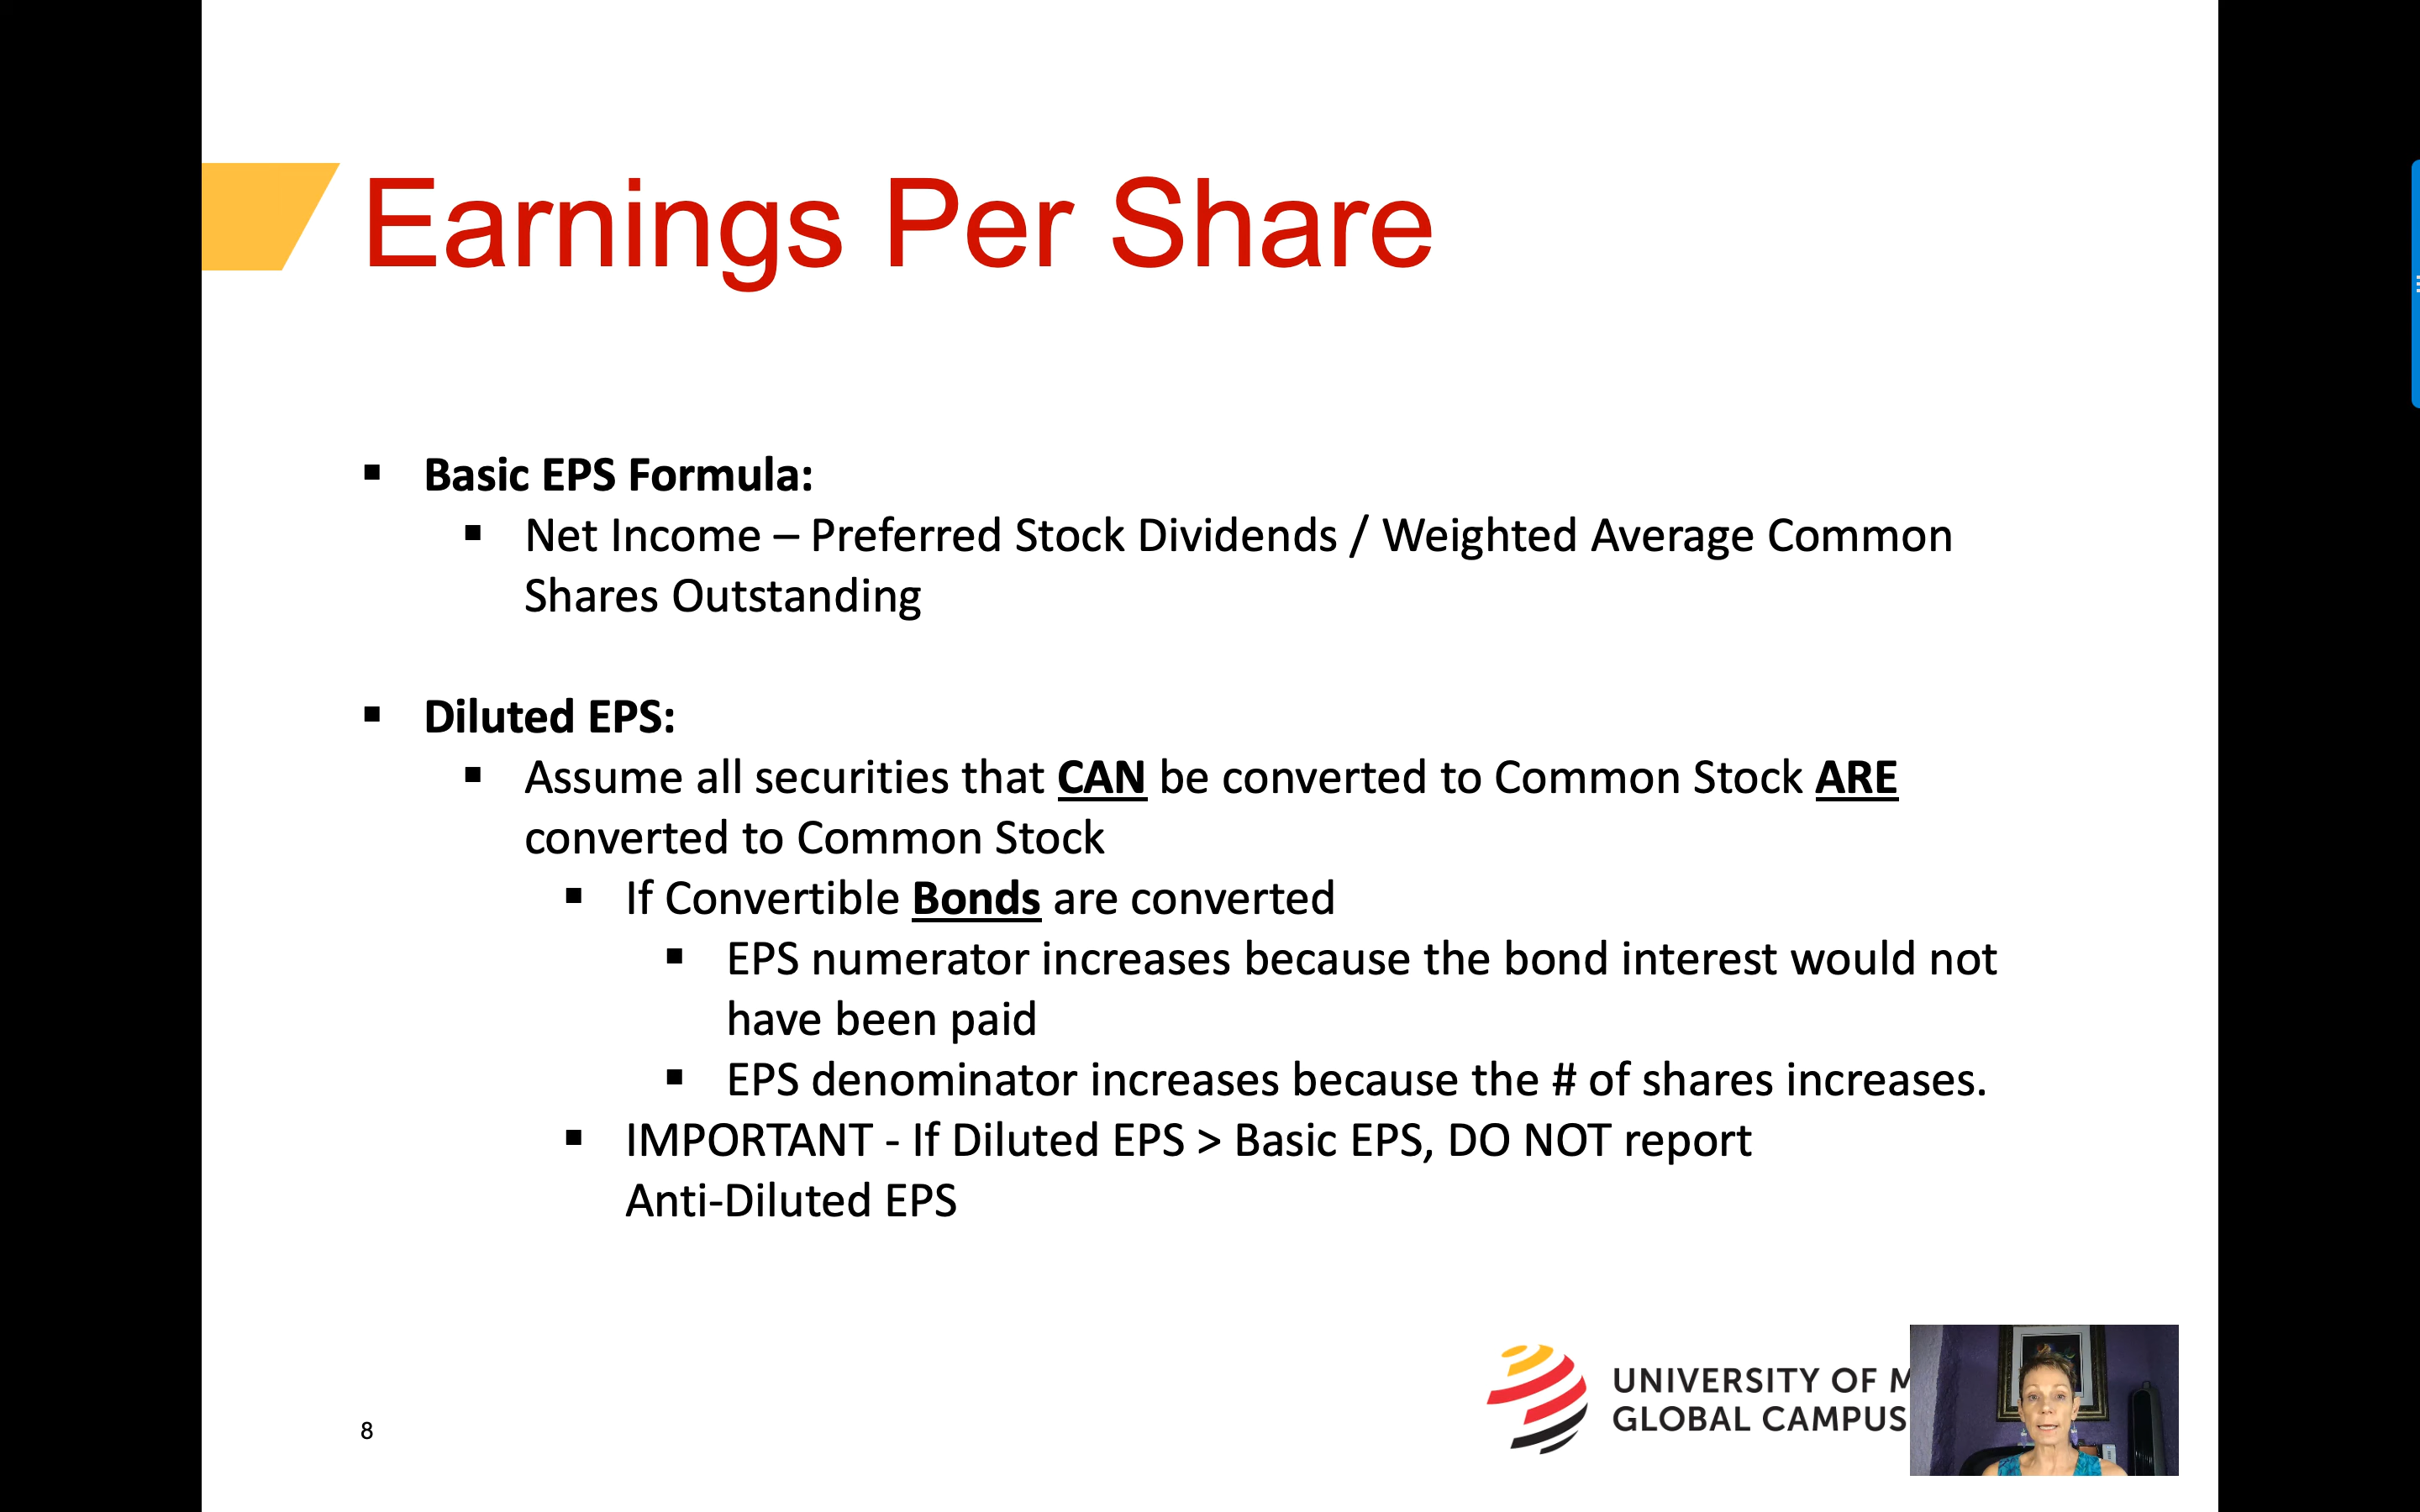 Earnings Per Share
▪ Basic EPS Formula:
▪ Net Income – Preferred Stock Dividends / Weighted Average Common
Shares Outstanding
▪ Diluted EPS:
▪ Assume all securities that CAN be converted to Common Stock ARE
converted to Common Stock
▪ If Convertible Bonds are converted
▪ EPS numerator increases because the bond interest would not
have been paid
▪ EPS denominator increases because the # of shares increases.
▪ IMPORTANT - If Diluted EPS > Basic EPS, DO NOT report
Anti-Diluted EPS
UNIVERSITY OF
GLOBAL CAMPUS
8